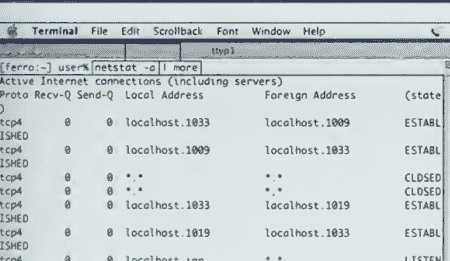 Terminal File Edit Scrollback Font Window Help
ttyp1
[ferro:~] user% netstat -a | more
Active Internet connections (including servers)
Proto Recv-Q Send-Q Local Address Foreign Address (state
)
tcp4 0 0 localhost.1033 localhost.1009 ESTABL
ISHED
tcp4 0 0 localhost.1009 localhost.1033 ESTABL
ISHED
tcp4 0 0 *.* *.* CLOSED
tcp4 0 0 *.* *.* CLOSED
tcp4 0 0 localhost.1033 localhost.1019 ESTABL
ISHED
tcp4 0 0 localhost.1019 localhost.1033 ESTABL
ISHED
tcp4 0 0 localhost. *.* LISTEN